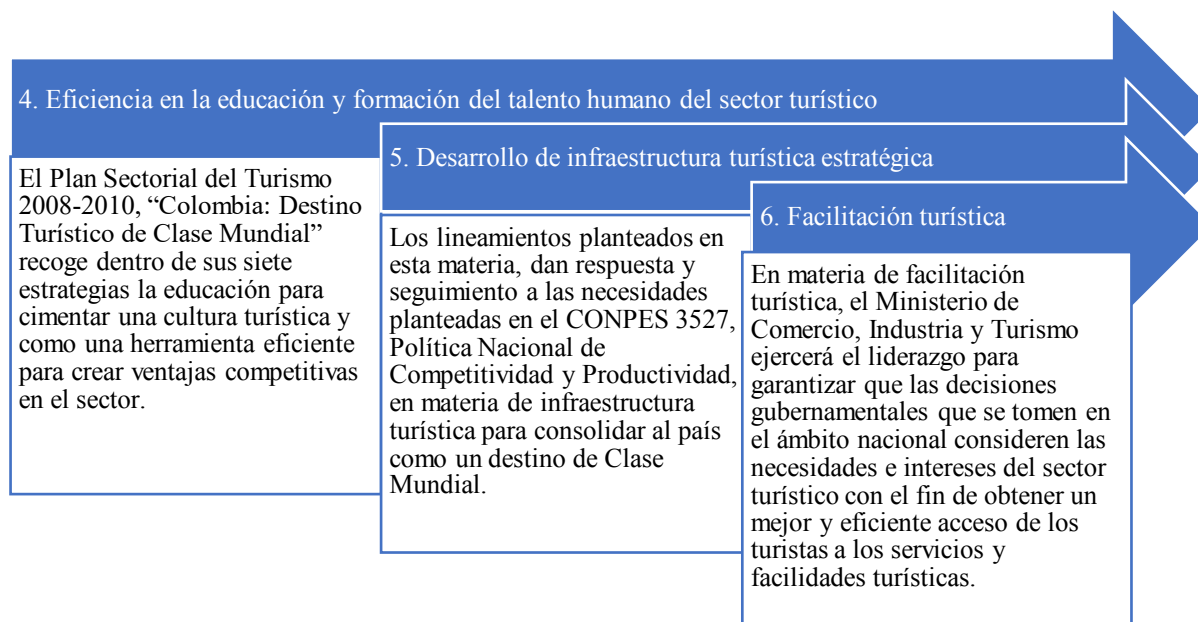 4. Eficiencia en la educación y formación del talento humano del sector turístico
El Plan Sectorial del Turismo
2008-2010, “Colombia: Destino
Turístico de Clase Mundial”
recoge dentro de sus siete
estrategias la educación para
cimentar una cultura turística y
como una herramienta eficiente
para crear ventajas competitivas
en el sector.
5. Desarrollo de infraestructura turística estratégica
Los lineamientos planteados en
esta materia, dan respuesta y
seguimiento a las necesidades
planteadas en el CONPES 3527,
Política Nacional de
Competitividad y Productividad,
en materia de infraestructura
turística para consolidar al país
como un destino de Clase
Mundial.
6. Facilitación turística
En materia de facilitación
turística, el Ministerio de
Comercio, Industria y Turismo
ejercerá el liderazgo para
garantizar que las decisiones
gubernamentales que se tomen en
el ámbito nacional consideren las
necesidades e intereses del sector
turístico con el fin de obtener un
mejor y eficiente acceso de los
turistas a los servicios y
facilidades turísticas.